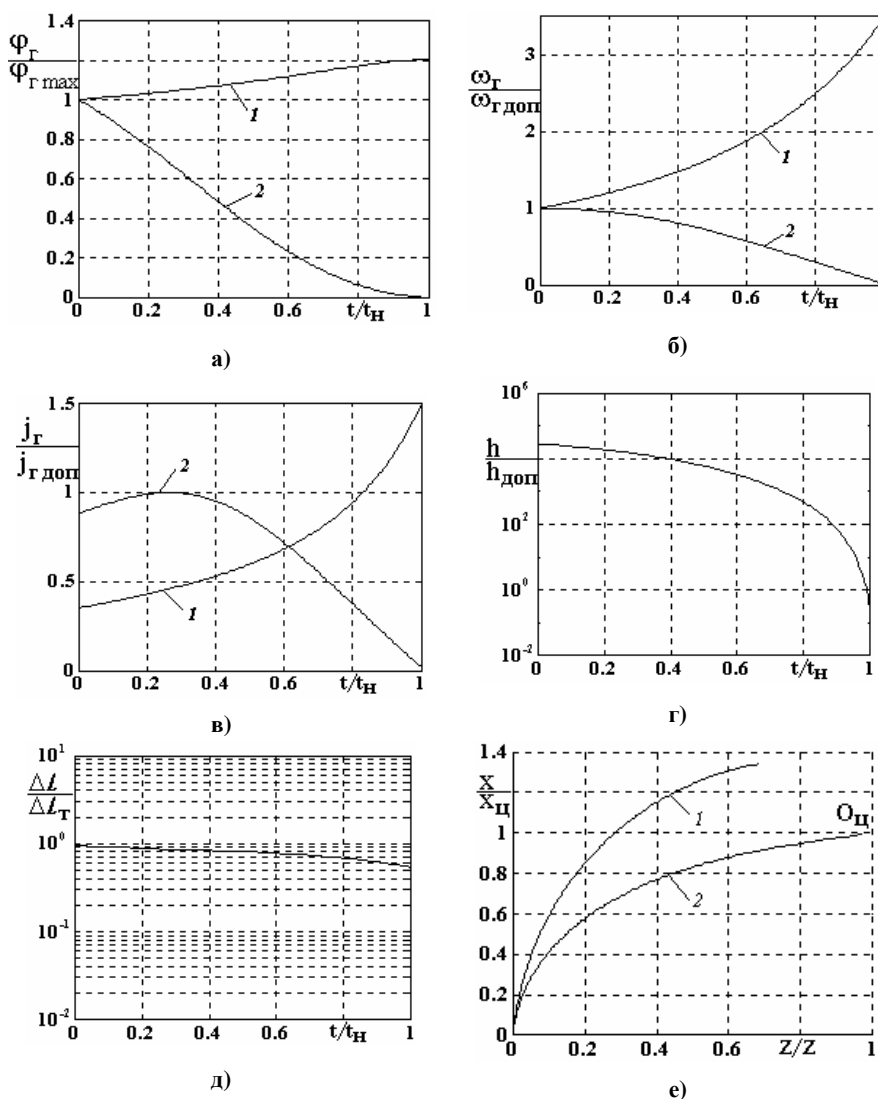 φг
φг max
1.4
1
0.8
0.6
0.4
0.2
0
1
2
0 0.2 0.4 0.6 t/tн 1
а)
ωг
ωг доп
3
2
1
0
1
2
0 0.2 0.4 0.6 t/tн 1
б)
jг
jг доп
1.5
1
0.5
0
2
1
0 0.2 0.4 0.6 t/tн 1
в)
h
hдоп
10⁶
10²
10⁰
10⁻²
0 0.2 0.4 0.6 t/tн 1
г)
Δℓ
Δℓт
10¹
10⁰
10⁻¹
10⁻²
0 0.2 0.4 0.6 t/tн 1
д)
x
xц
1.4
1
0.8
0.6
0.4
0.2
0
Oц
1
2
0 0.2 0.4 0.6 Z/Z 1
е)